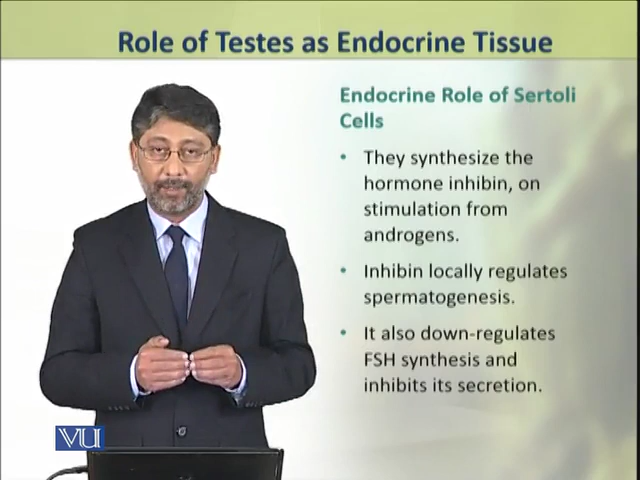 Role of Testes as Endocrine Tissue
Endocrine Role of Sertoli
Cells
• They synthesize the
hormone inhibin, on
stimulation from
androgens.
• Inhibin locally regulates
spermatogenesis.
• It also down-regulates
FSH synthesis and
inhibits its secretion.
VU